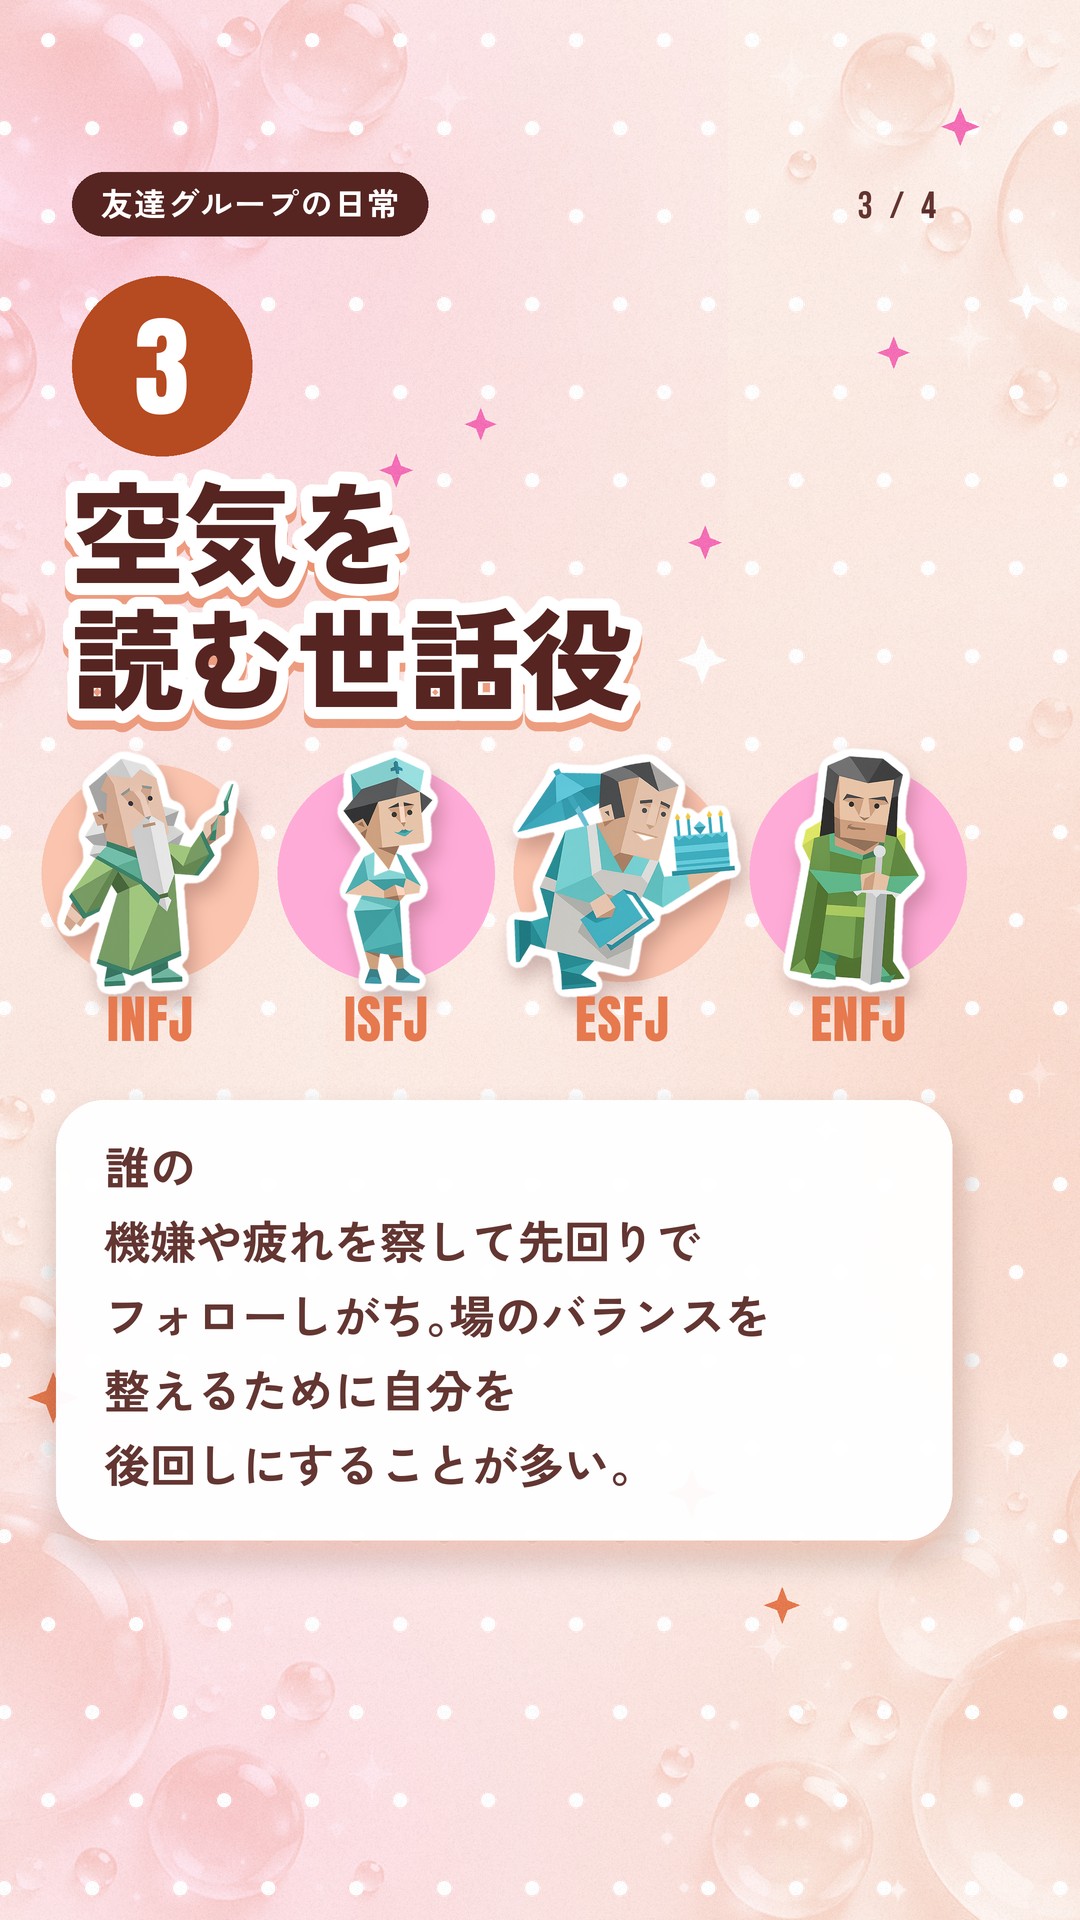 友達グループの日常
3 / 4
3
空気を
読む世話役
INFJ ISFJ ESFJ ENFJ
誰の
機嫌や疲れを察して先回りで
フォローしがち。場のバランスを
整えるために自分を
後回しにすることが多い。